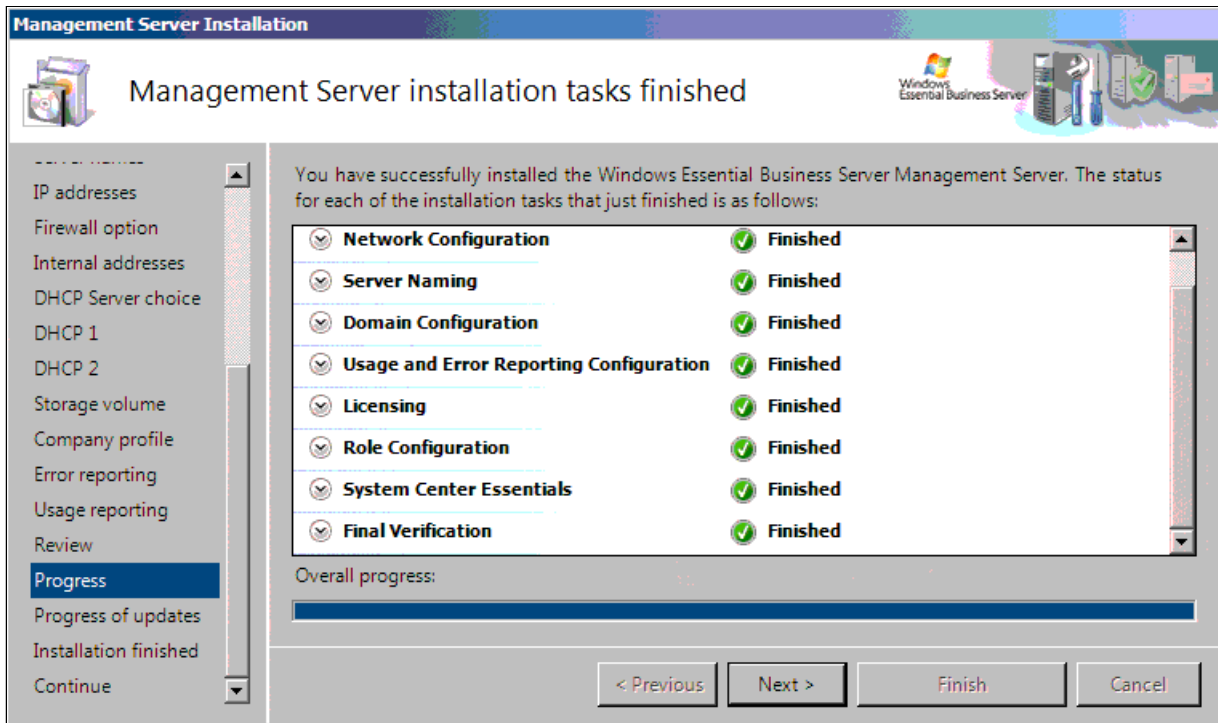 Management Server Installation
Management Server installation tasks finished
Windows
Essential Business Server
IP addresses
Firewall option
Internal addresses
DHCP Server choice
DHCP 1
DHCP 2
Storage volume
Company profile
Error reporting
Usage reporting
Review
Progress
Progress of updates
Installation finished
Continue
You have successfully installed the Windows Essential Business Server Management Server. The status
for each of the installation tasks that just finished is as follows:
Network Configuration Finished
Server Naming Finished
Domain Configuration Finished
Usage and Error Reporting Configuration Finished
Licensing Finished
Role Configuration Finished
System Center Essentials Finished
Final Verification Finished
Overall progress:
< Previous Next > Finish Cancel